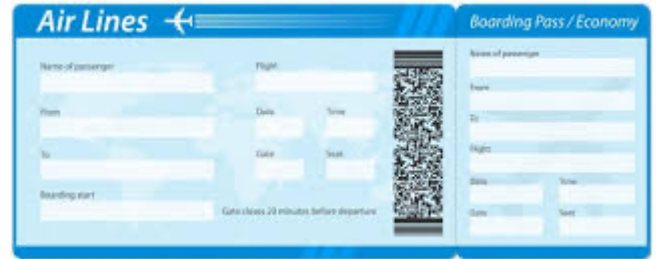 Air Lines
Name of passenger
Flight
From
Date
Time
To
Gate
Seat
Boarding start
Gate closes 20 minutes before departure
Boarding Pass / Economy
Name of passenger
From
To
Flight
Date
Time
Gate
Seat